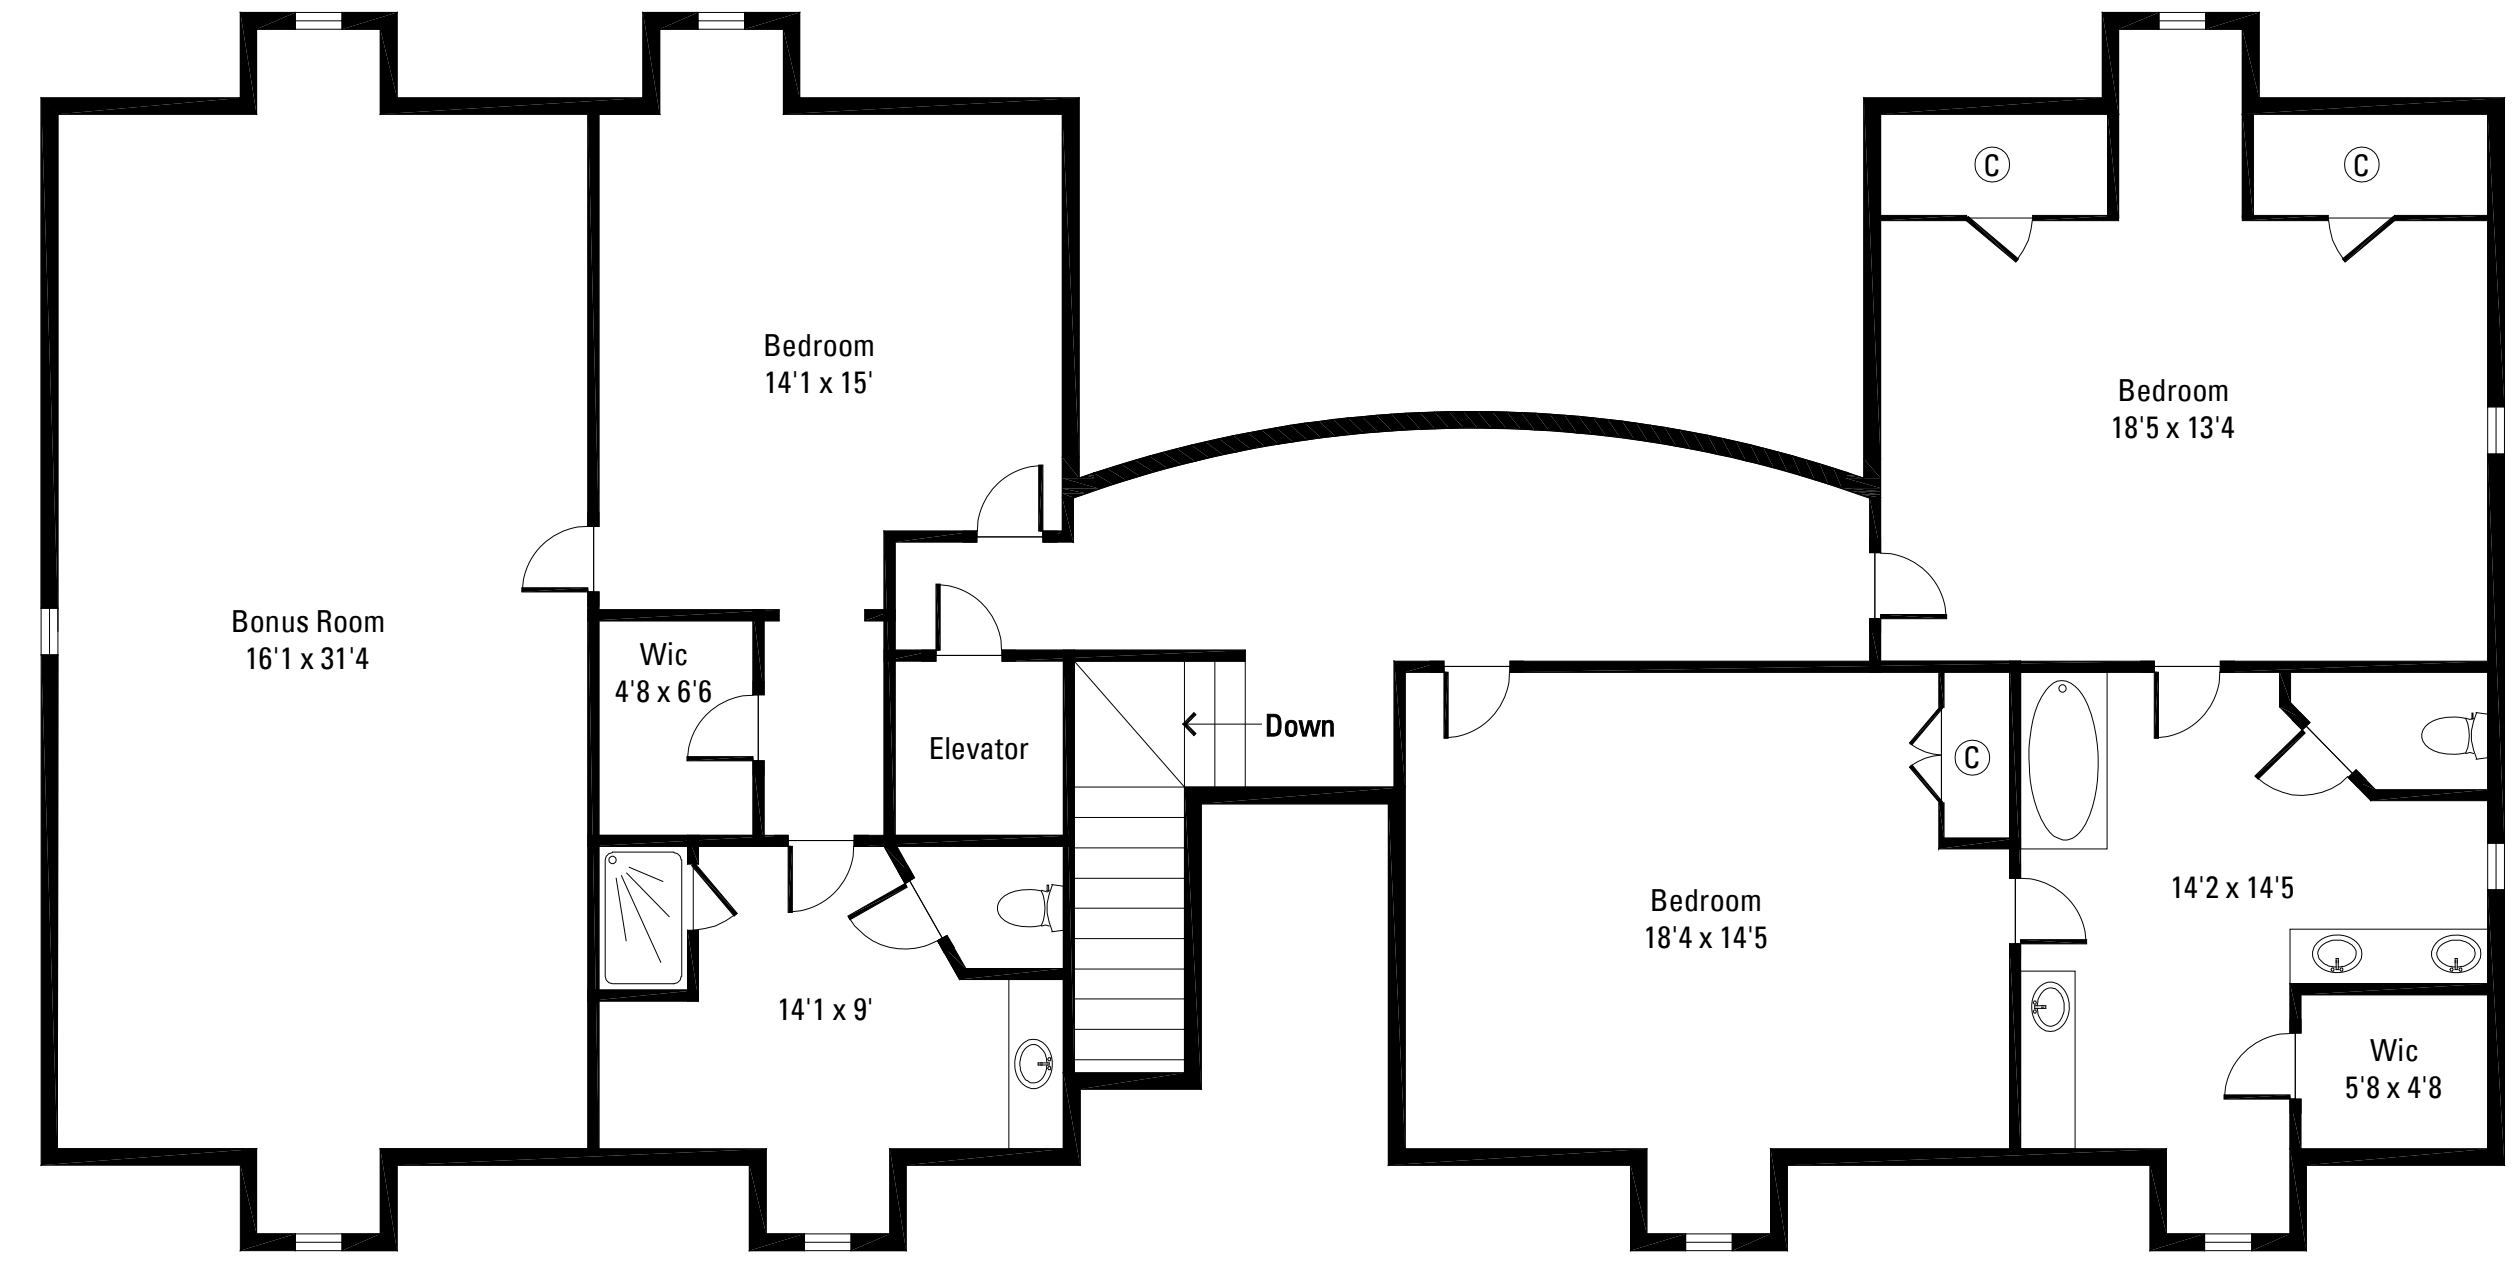 C
C
Bedroom
14'1 x 15'
Bedroom
18'5 x 13'4
Bonus Room
16'1 x 31'4
Wic
4'8 x 6'6
Elevator
Down
C
Bedroom
18'4 x 14'5
14'2 x 14'5
14'1 x 9'
Wic
5'8 x 4'8